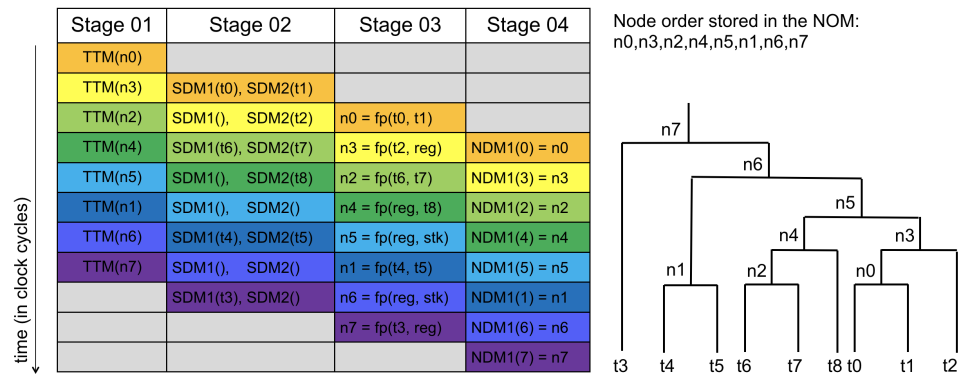 Stage 01 Stage 02 Stage 03 Stage 04
TTM(n0)
TTM(n3) SDM1(t0), SDM2(t1)
TTM(n2) SDM1(), SDM2(t2) n0 = fp(t0, t1)
TTM(n4) SDM1(t6), SDM2(t7) n3 = fp(t2, reg) NDM1(0) = n0
TTM(n5) SDM1(), SDM2(t8) n2 = fp(t6, t7) NDM1(3) = n3
TTM(n1) SDM1(), SDM2() n4 = fp(reg, t8) NDM1(2) = n2
TTM(n6) SDM1(t4), SDM2(t5) n5 = fp(reg, stk) NDM1(4) = n4
TTM(n7) SDM1(), SDM2() n1 = fp(t4, t5) NDM1(5) = n5
SDM1(t3), SDM2() n6 = fp(reg, stk) NDM1(1) = n1
n7 = fp(t3, reg) NDM1(6) = n6
NDM1(7) = n7
time (in clock cycles)
Node order stored in the NOM:
n0,n3,n2,n4,n5,n1,n6,n7
n7
n6
n5
n4 n3
n1 n2 n0
t3 t4 t5 t6 t7 t8 t0 t1 t2